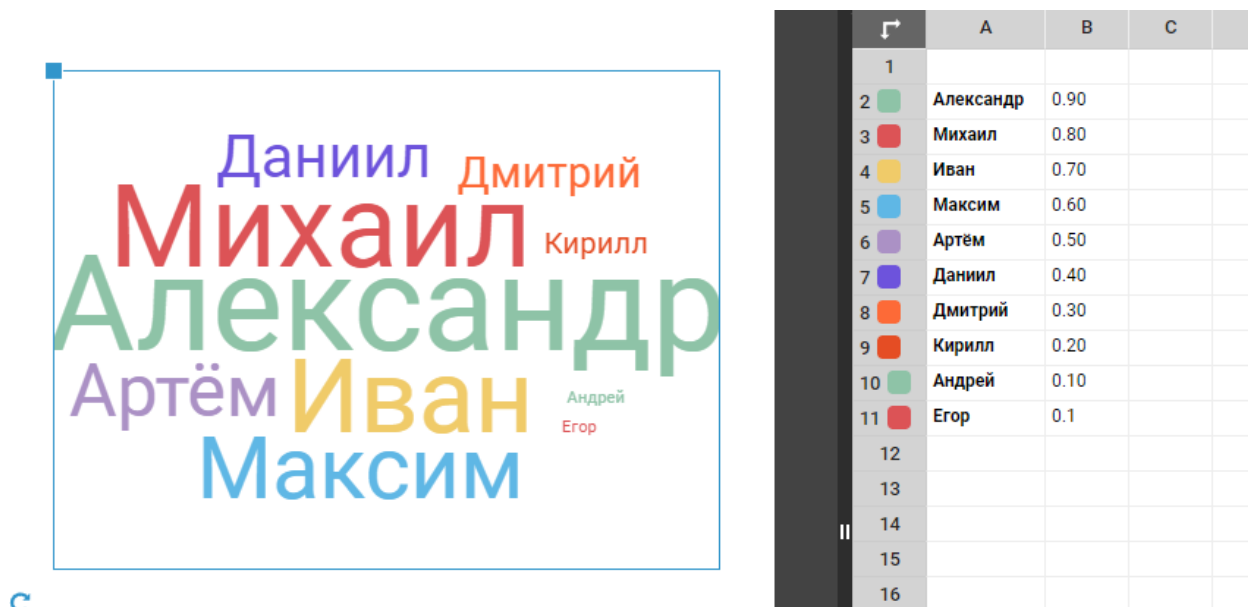 Даниил Дмитрий
Михаил Кирилл
Александр
Артём Иван Андрей
Егор
Максим
A B C
1
2 Александр 0.90
3 Михаил 0.80
4 Иван 0.70
5 Максим 0.60
6 Артём 0.50
7 Даниил 0.40
8 Дмитрий 0.30
9 Кирилл 0.20
10 Андрей 0.10
11 Егор 0.1
12
13
14
15
16